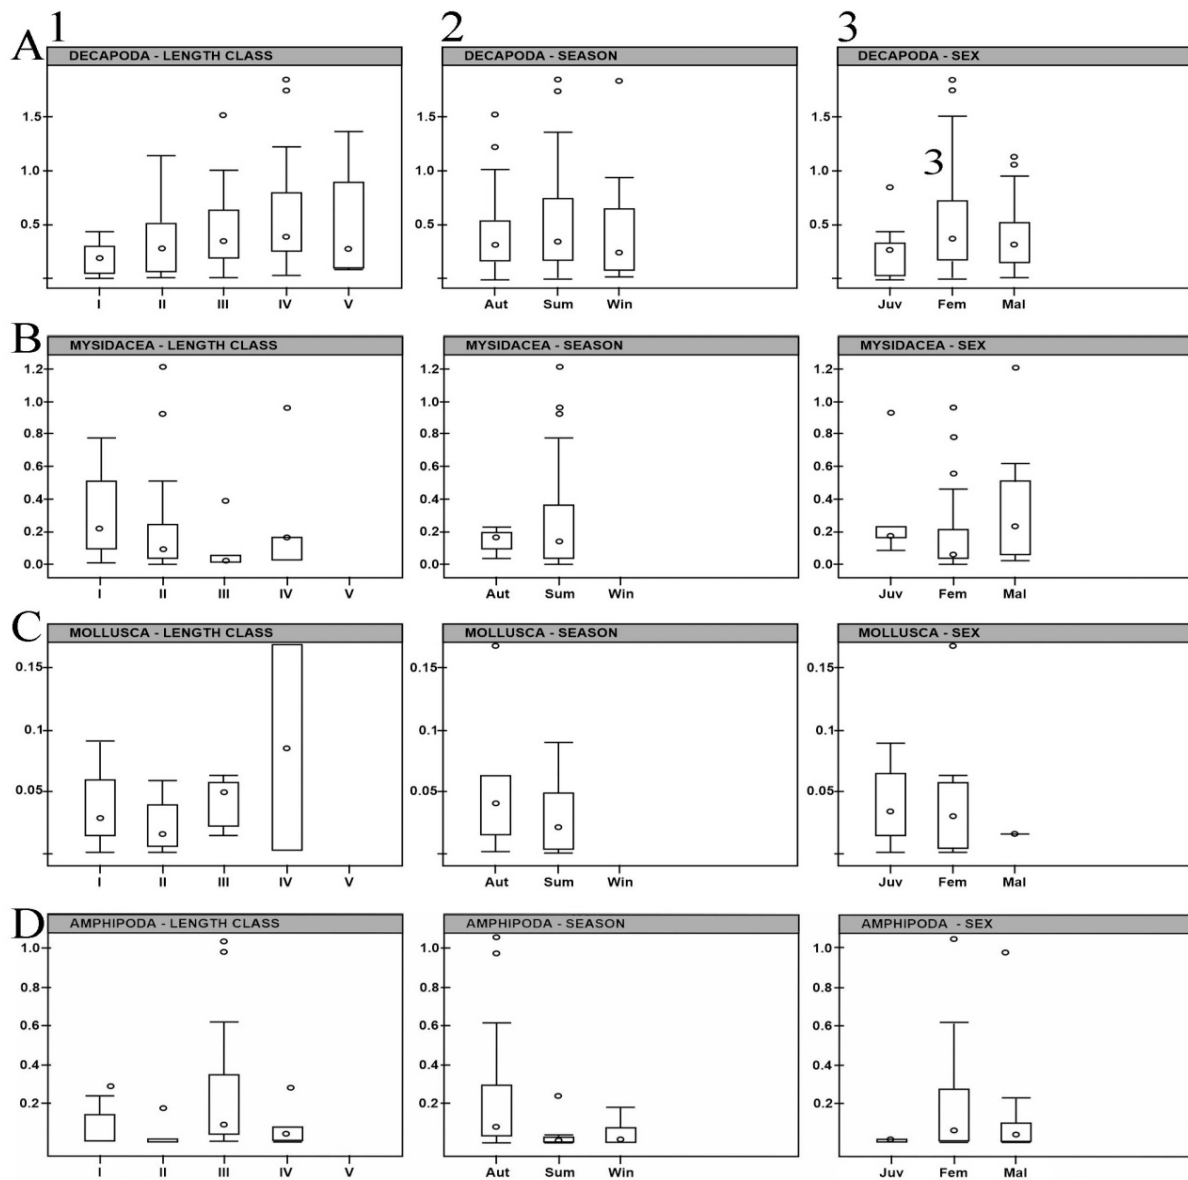 1 2 3
A DECAPODA - LENGTH CLASS DECAPODA - SEASON DECAPODA - SEX
1.5 1.5 1.5
1.0 1.0 1.0 3
0.5 0.5 0.5
I II III IV V Aut Sum Win Juv Fem Mal
B MYSIDACEA - LENGTH CLASS MYSIDACEA - SEASON MYSIDACEA - SEX
1.2 1.2 1.2
1.0 1.0 1.0
0.8 0.8 0.8
0.6 0.6 0.6
0.4 0.4 0.4
0.2 0.2 0.2
0.0 0.0 0.0
I II III IV V Aut Sum Win Juv Fem Mal
C MOLLUSCA - LENGTH CLASS MOLLUSCA - SEASON MOLLUSCA - SEX
0.15 0.15 0.15
0.1 0.1 0.1
0.05 0.05 0.05
I II III IV V Aut Sum Win Juv Fem Mal
D AMPHIPODA - LENGTH CLASS AMPHIPODA - SEASON AMPHIPODA - SEX
1.0 1.0 1.0
0.8 0.8 0.8
0.6 0.6 0.6
0.4 0.4 0.4
0.2 0.2 0.2
I II III IV V Aut Sum Win Juv Fem Mal